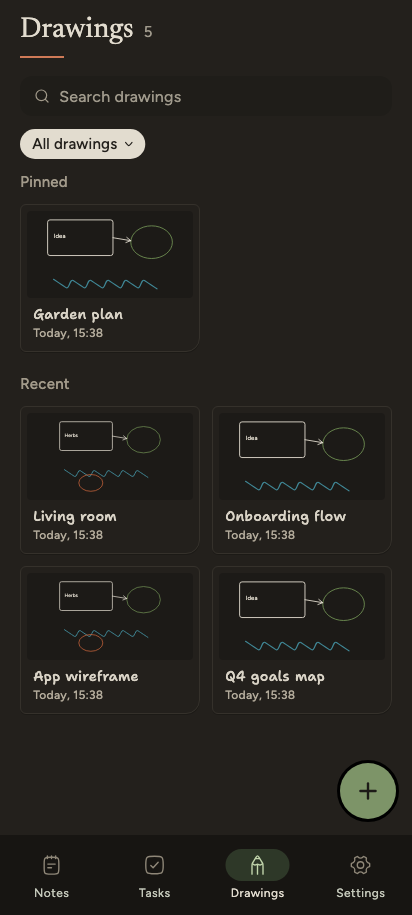 Drawings 5
Search drawings
All drawings
Pinned
Idea
Garden plan
Today, 15:38
Recent
Herbs
Living room
Today, 15:38
Idea
Onboarding flow
Today, 15:38
Herbs
App wireframe
Today, 15:38
Idea
Q4 goals map
Today, 15:38
Notes
Tasks
Drawings
Settings